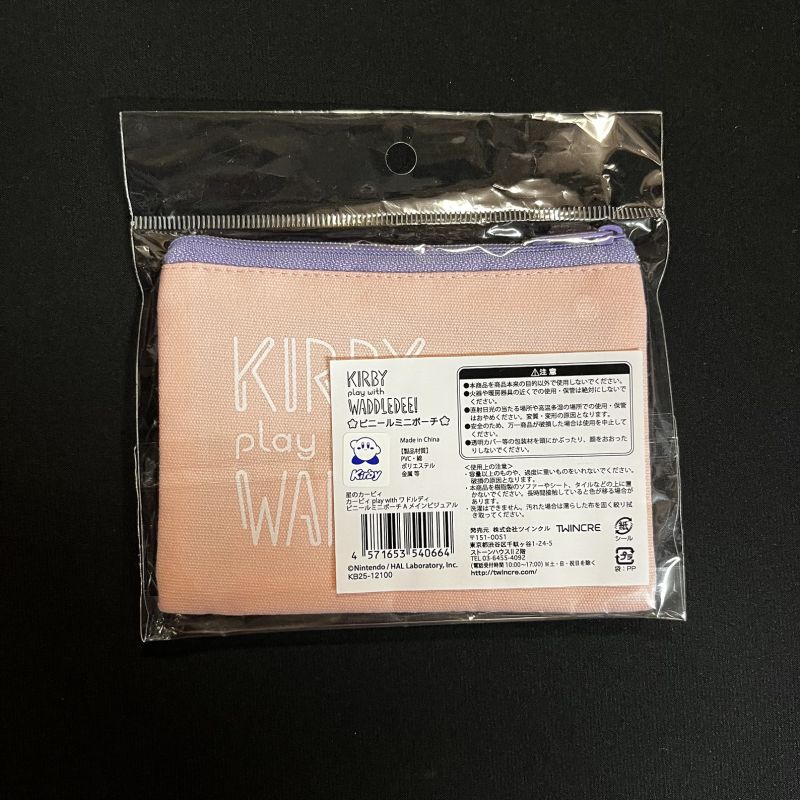 KIRBY
play
WAD
KIRBY
play with
WADDLEDEE!
☆ビニールミニポーチ☆
Kirby
Made in China
【製品材質】
PVC・綿
ポリエステル
金属 等
星のカービィ
カービィ play with ワドルディ
ビニールミニポーチ A メインビジュアル
4 571653 540664
©Nintendo / HAL Laboratory, Inc.
KB25-12100
⚠注 意
●本商品を商品本来の目的以外で使用しないでください。
●火器や暖房器具の近くでの使用・保管は絶対にしないでください。
●直射日光の当たる場所や高温多湿の場所での使用・保管はおやめください。変質・変形の原因となります。
●安全のため、万一商品が破損した場合は使用を中止してください。
●透明カバー等の包装材を頭にかぶったり、顔をおおったりしないでください。
<使用上の注意>
・容量以上のものや、過度に重いものをいれないでください。
破損の原因となります。
・本商品を樹脂製のソファーやシート、タイルなどの上に置かないでください。長時間接触していると色が移る場合があります。
・洗濯はできません。汚れた場合は濡らした布を固く絞り拭き取ってください。
発売元 株式会社ツインクル TWINCRE
〒151-0051
東京都渋谷区千駄ヶ谷1-24-5
ストーンハウスⅡ2階
TEL.03-6455-4092
(電話受付時間 10:00〜17:00) ※土・日・祝日を除く
http://twincre.com/
紙
シール
プラ
袋:PP